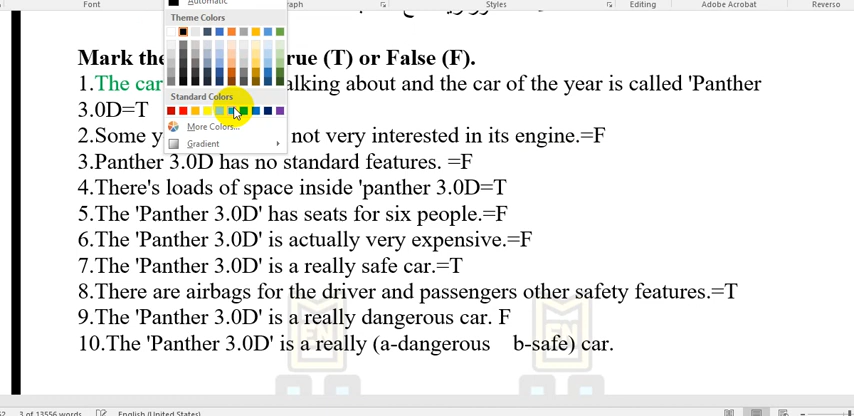 Automatic
Font
raph
Styles
Editing
Adobe Acrobat
Reverso
Theme Colors
Mark the rue (T) or False (F).
1.The car alking about and the car of the year is called 'Panther
3.0D=T
Standard Colors
More Colors...
Gradient
2.Some y not very interested in its engine.=F
3.Panther 3.0D has no standard features. =F
4.There's loads of space inside 'panther 3.0D=T
5.The 'Panther 3.0D' has seats for six people.=F
6.The 'Panther 3.0D' is actually very expensive.=F
7.The 'Panther 3.0D' is a really safe car.=T
8.There are airbags for the driver and passengers other safety features.=T
9.The 'Panther 3.0D' is a really dangerous car. F
10.The 'Panther 3.0D' is a really (a-dangerous b-safe) car.
3 of 13556 words
English (United States)